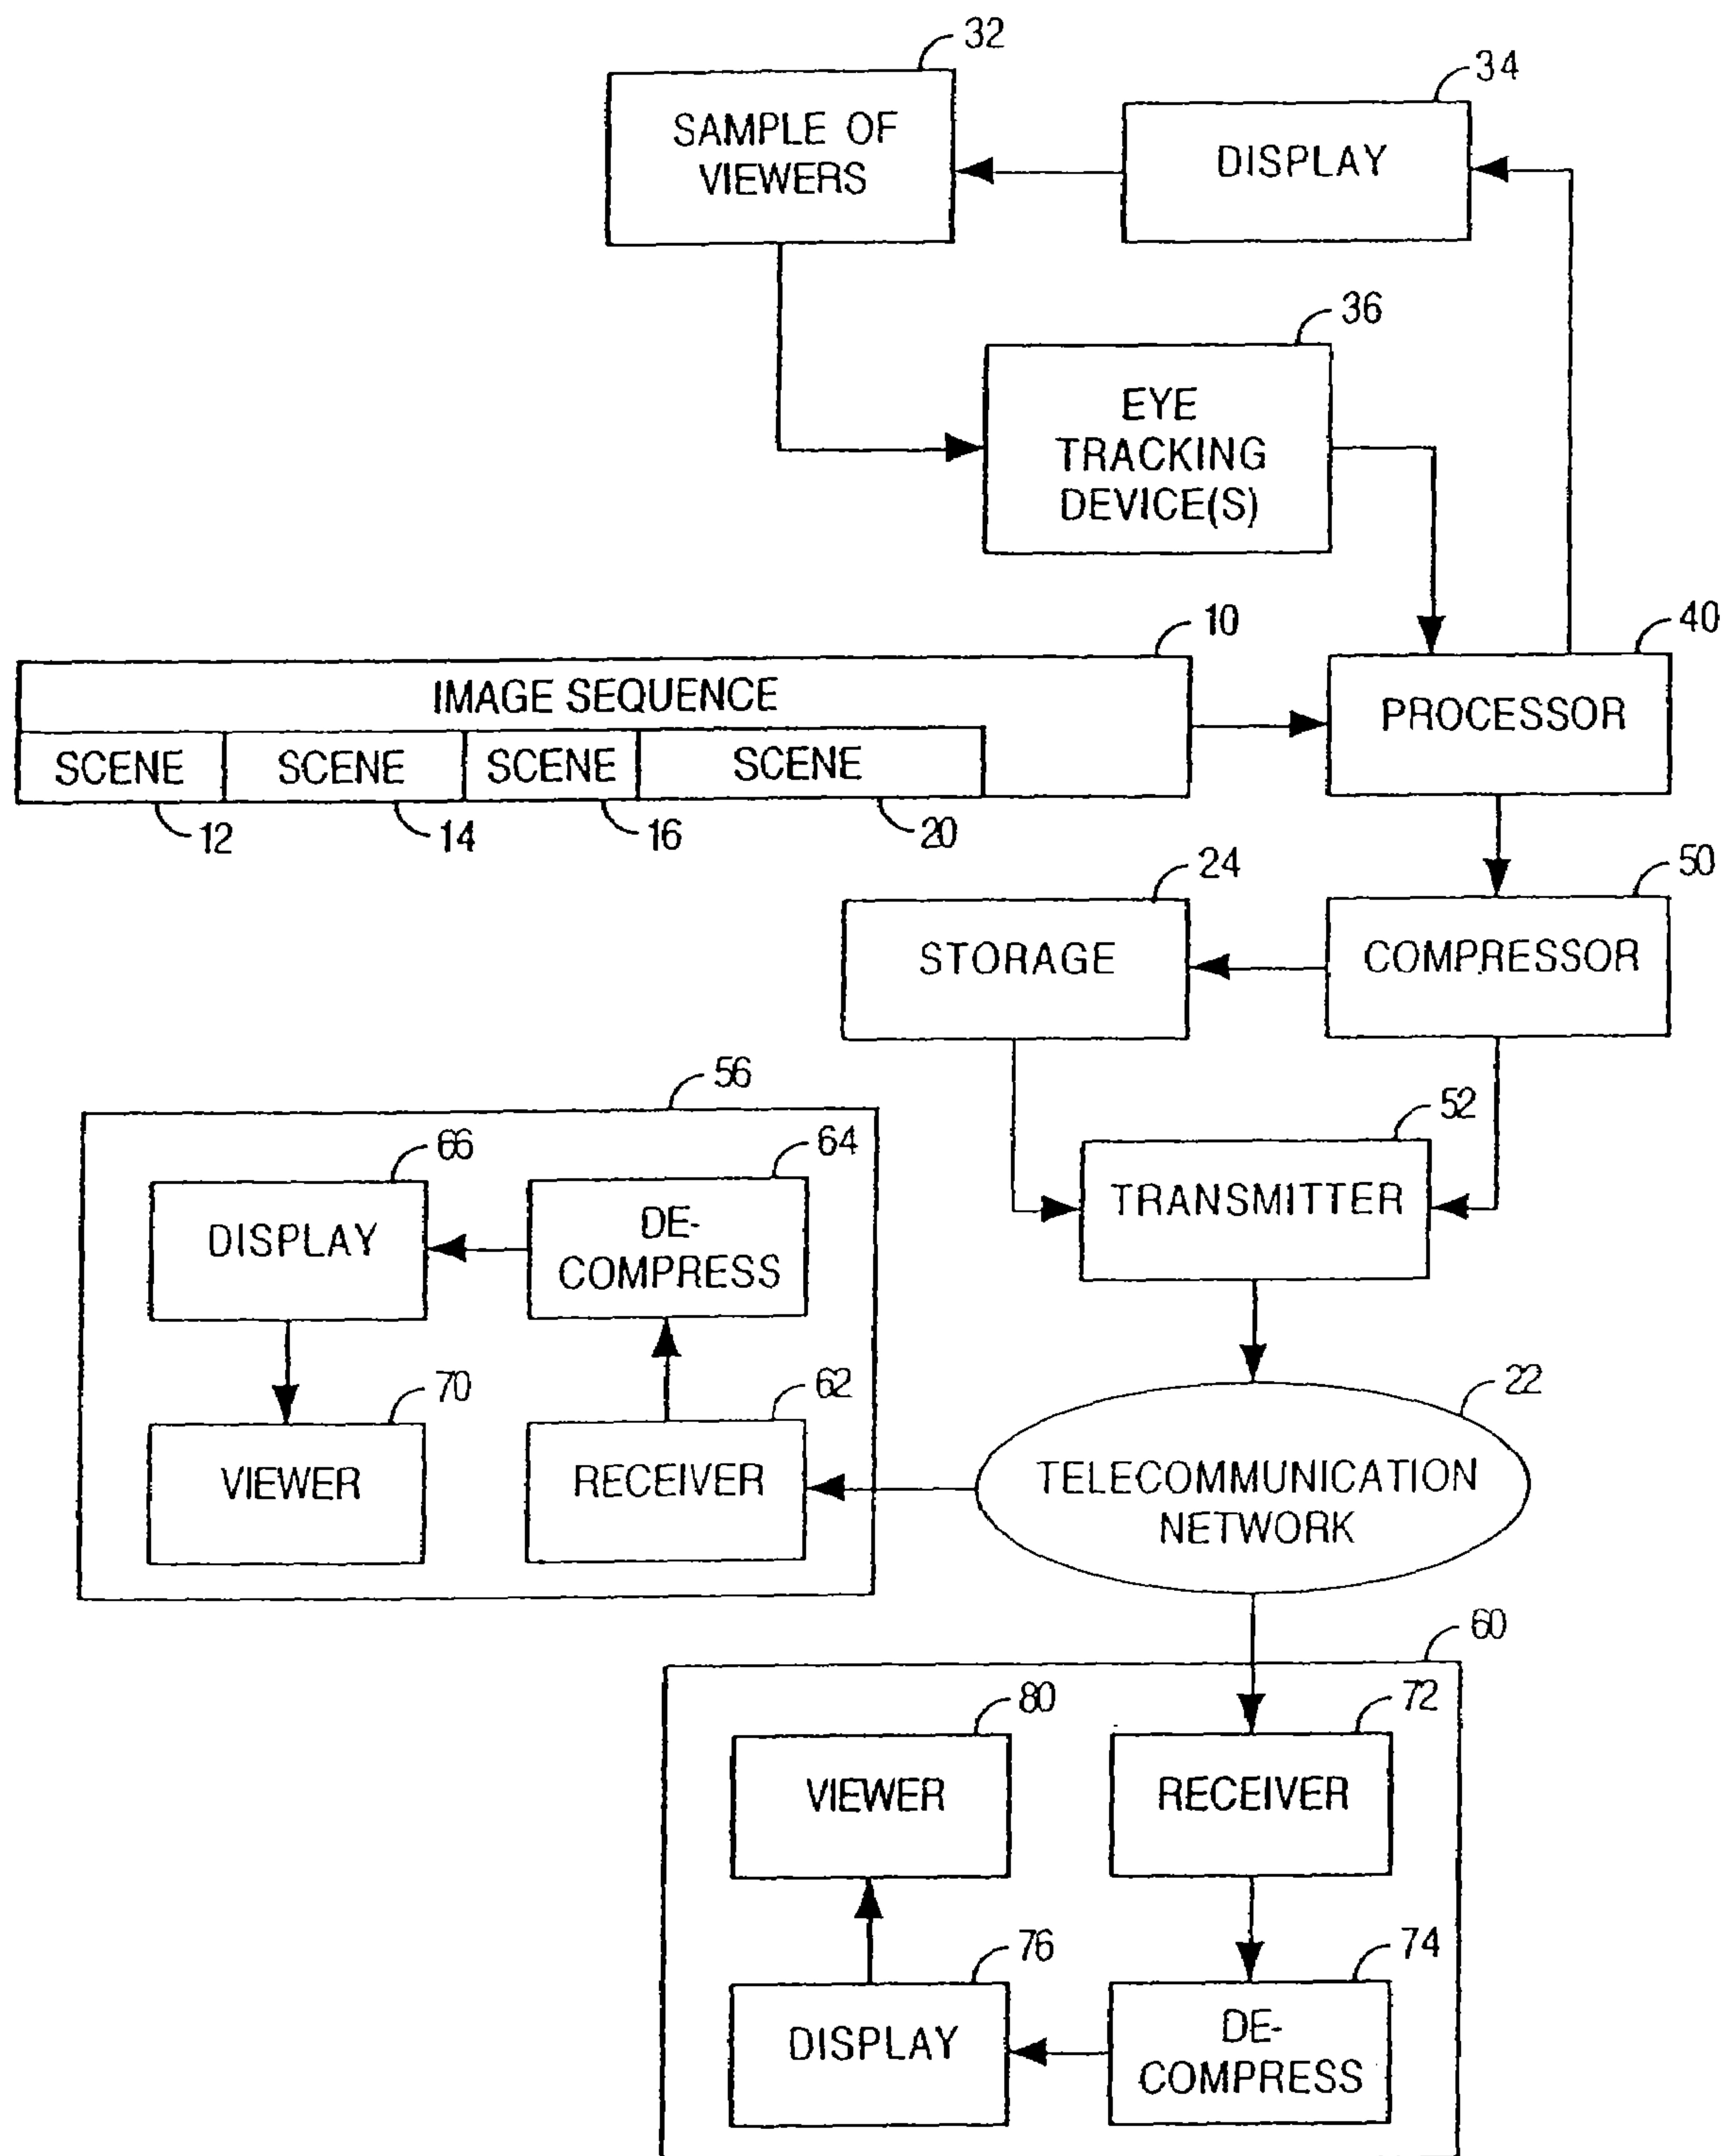 32
SAMPLE OF
VIEWERS
34
DISPLAY
36
EYE
TRACKING
DEVICE(S)
10
IMAGE SEQUENCE
SCENE
SCENE
SCENE
SCENE
12
14
16
20
40
PROCESSOR
24
STORAGE
50
COMPRESSOR
52
TRANSMITTER
56
66
DISPLAY
64
DE-
COMPRESS
70
VIEWER
62
RECEIVER
22
TELECOMMUNICATION
NETWORK
60
80
VIEWER
72
RECEIVER
76
DISPLAY
74
DE-
COMPRESS